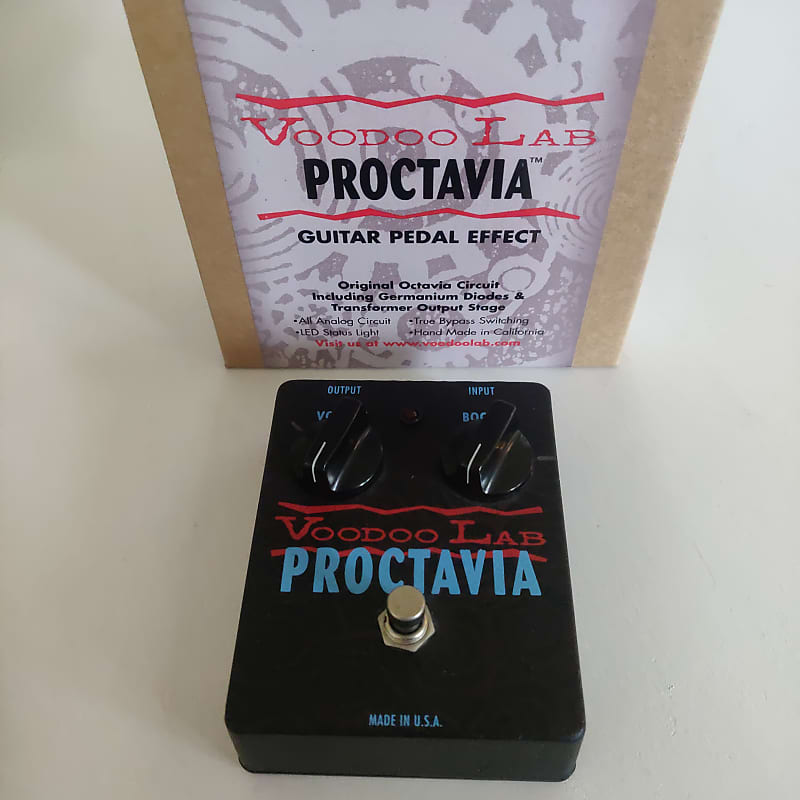 VOODOO LAB
PROCTAVIA™
GUITAR PEDAL EFFECT
Original Octavia Circuit
Including Germanium Diodes &
Transformer Output Stage
•All Analog Circuit •True Bypass Switching
•LED Status Light •Hand Made in California
Visit us at www.voodoolab.com
OUTPUT INPUT
VOODOO LAB
PROCTAVIA
MADE IN U.S.A.